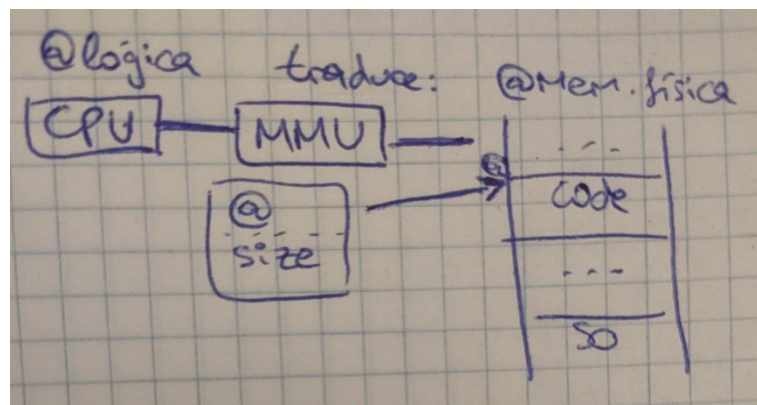 @lógica traduce: @Mem. física
CPU MMU ...
@
@ code
size
...
SO